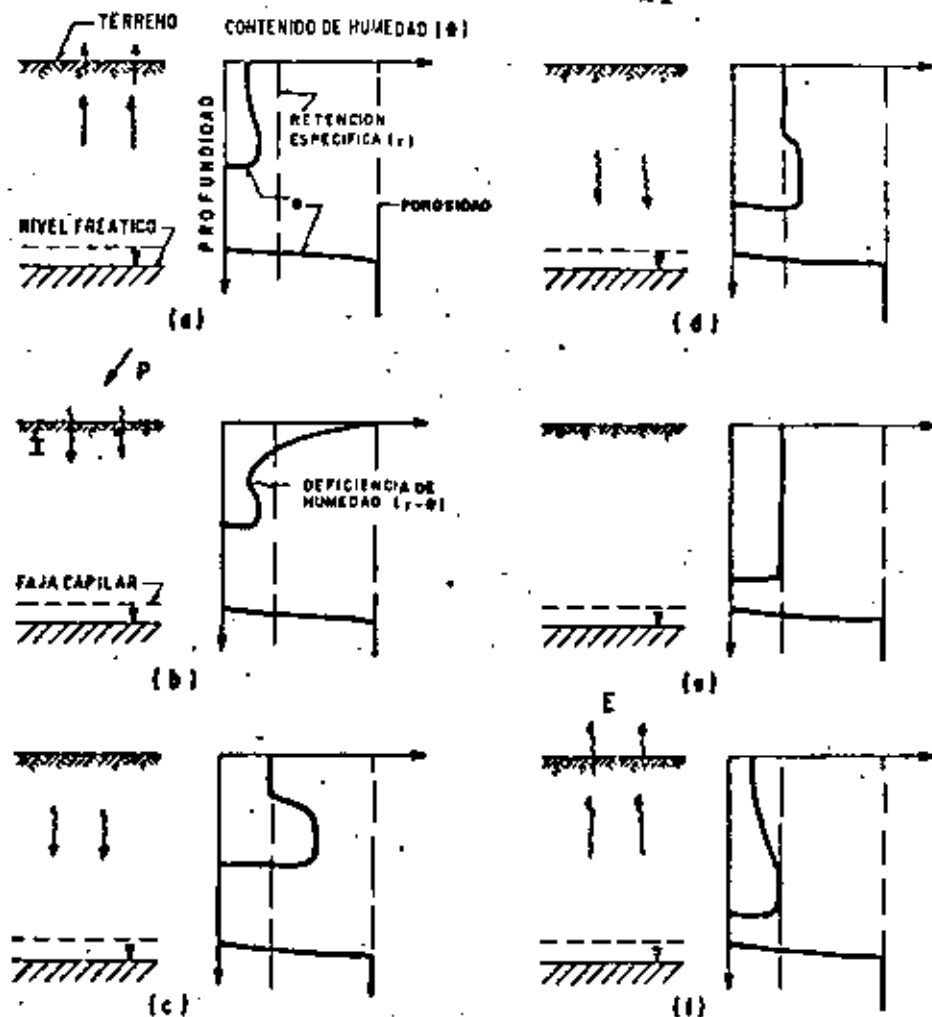 TERRENO
CONTENIDO DE HUMEDAD (θ)
PROFUNDIDAD
RETENCION
ESPECIFICA (r)
θ
POROSIDAD
NIVEL FREATICO
(a)
(d)
P
I
DEFICIENCIA DE
HUMEDAD (r-θ)
FAJA CAPILAR
(b)
(e)
E
(c)
(f)